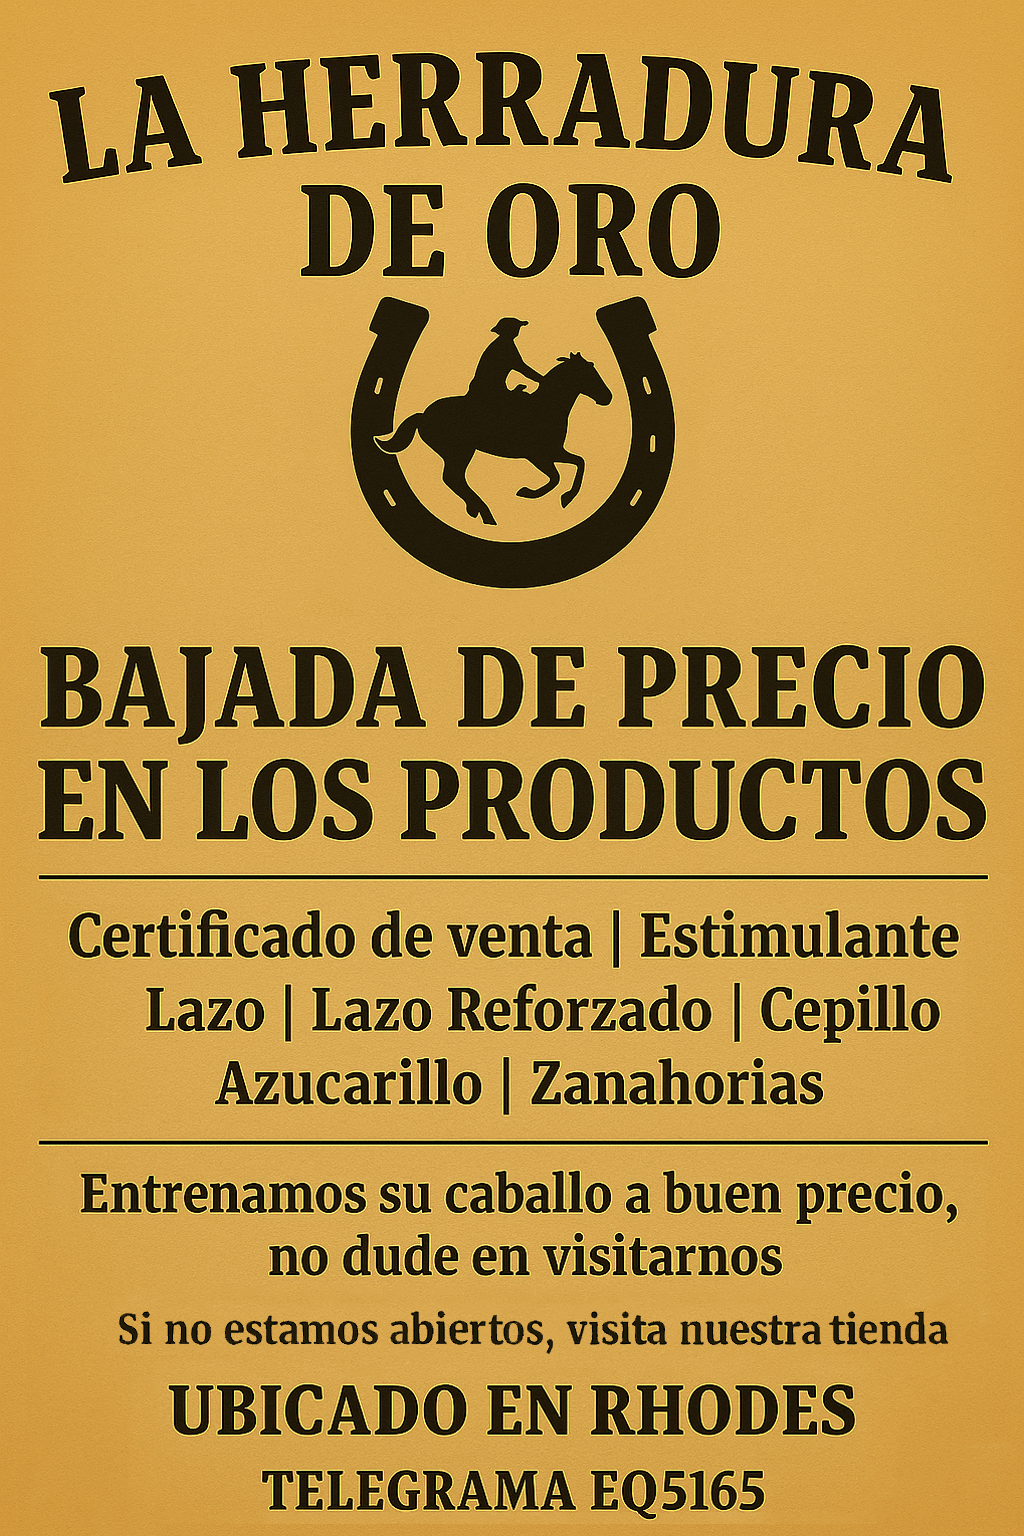 LA HERRADURA
DE ORO
BAJADA DE PRECIO
EN LOS PRODUCTOS
Certificado de venta | Estimulante
Lazo | Lazo Reforzado | Cepillo
Azucarillo | Zanahorias
Entrenamos su caballo a buen precio,
no dude en visitarnos
Si no estamos abiertos, visita nuestra tienda
UBICADO EN RHODES
TELEGRAMA EQ5165